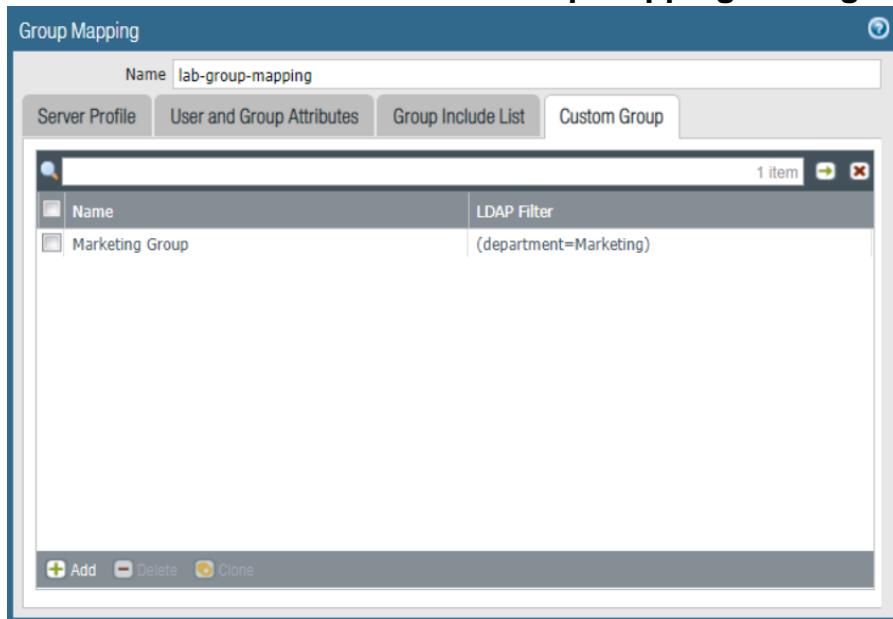 Group Mapping
Name lab-group-mapping
Server Profile User and Group Attributes Group Include List Custom Group
1 item
Name LDAP Filter
Marketing Group (department=Marketing)
Add Delete Clone